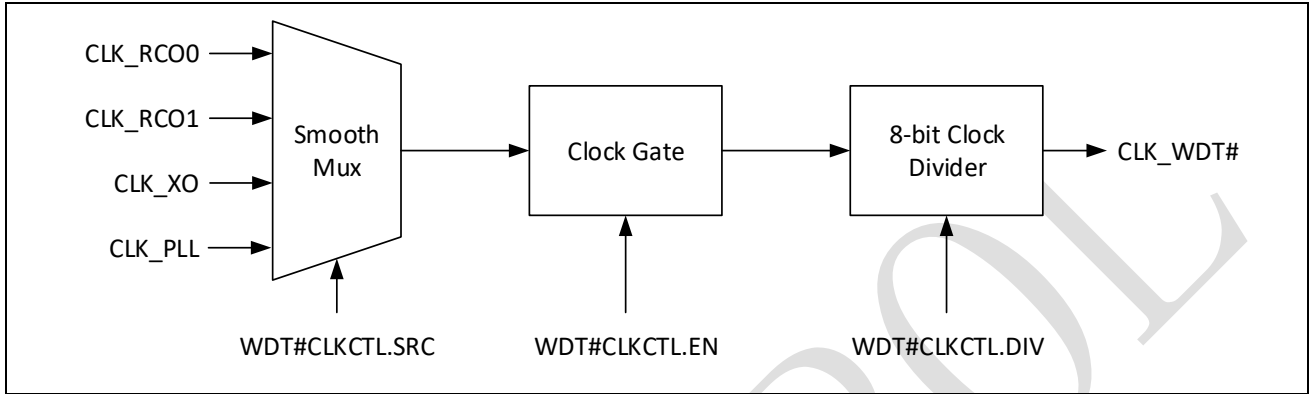 CLK_RCO0
CLK_RCO1
CLK_XO
CLK_PLL
Smooth
Mux
Clock Gate
8-bit Clock
Divider
CLK_WDT#
WDT#CLKCTL.SRC
WDT#CLKCTL.EN
WDT#CLKCTL.DIV